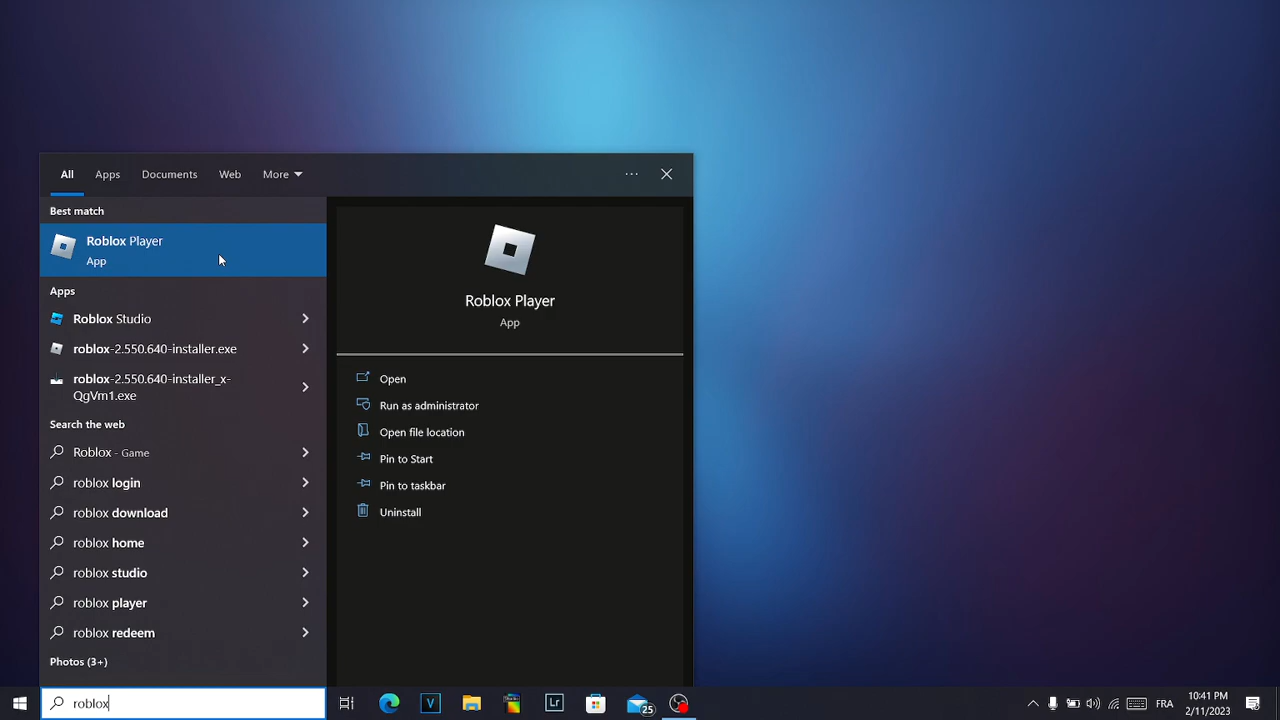 All Apps Documents Web More
Best match
Roblox Player
App
Apps
Roblox Studio
roblox-2.550.640-installer.exe
roblox-2.550.640-installer_x-
QgVm1.exe
Search the web
Roblox - Game
roblox login
roblox download
roblox home
roblox studio
roblox player
roblox redeem
Photos (3+)
Roblox Player
App
Open
Run as administrator
Open file location
Pin to Start
Pin to taskbar
Uninstall
roblox
V
Lr
25
FRA
10:41 PM
2/11/2023